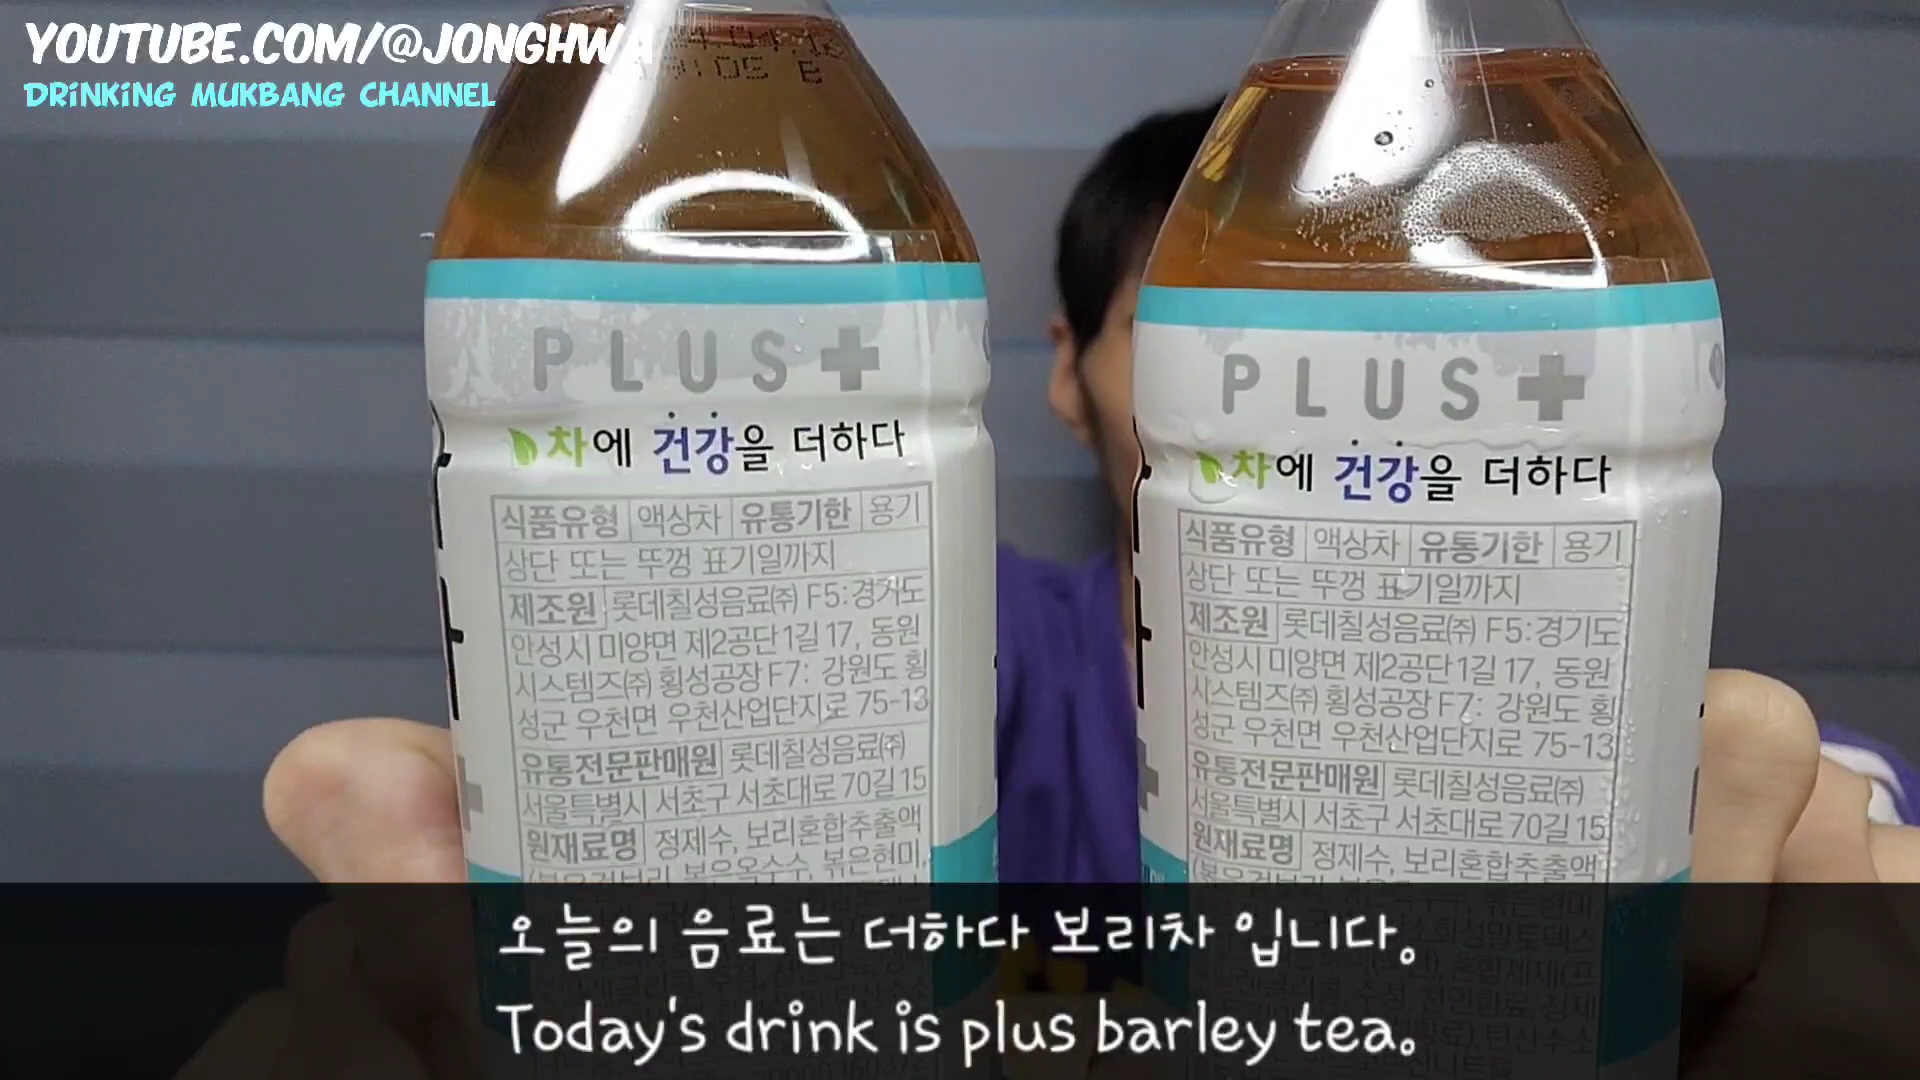 YOUTUBE.COM/@JONGHWA
DRINKING MUKBANG CHANNEL
PLUS+
차에 건강을 더하다
식품유형 액상차 유통기한 용기
상단 또는 뚜껑 표기일까지
제조원 롯데칠성음료㈜ F5:경기도
안성시 미양면 제2공단1길 17, 동원
시스템즈㈜ 횡성공장 F7: 강원도 횡
성군 우천면 우천산업단지로 75-13
유통전문판매원 롯데칠성음료㈜
서울특별시 서초구 서초대로 70길 15
원재료명 정제수, 보리혼합추출액
볶은옥수수, 볶은현미,
PLUS+
차에 건강을 더하다
식품유형 액상차 유통기한 용기
상단 또는 뚜껑 표기일까지
제조원 롯데칠성음료㈜ F5:경기도
안성시 미양면 제2공단1길 17, 동원
시스템즈㈜ 횡성공장 F7: 강원도 횡
성군 우천면 우천산업단지로 75-13
유통전문판매원 롯데칠성음료㈜
서울특별시 서초구 서초대로 70길 15
원재료명 정제수, 보리혼합추출액
오늘의 음료는 더하다 보리차 입니다。
Today's drink is plus barley tea。